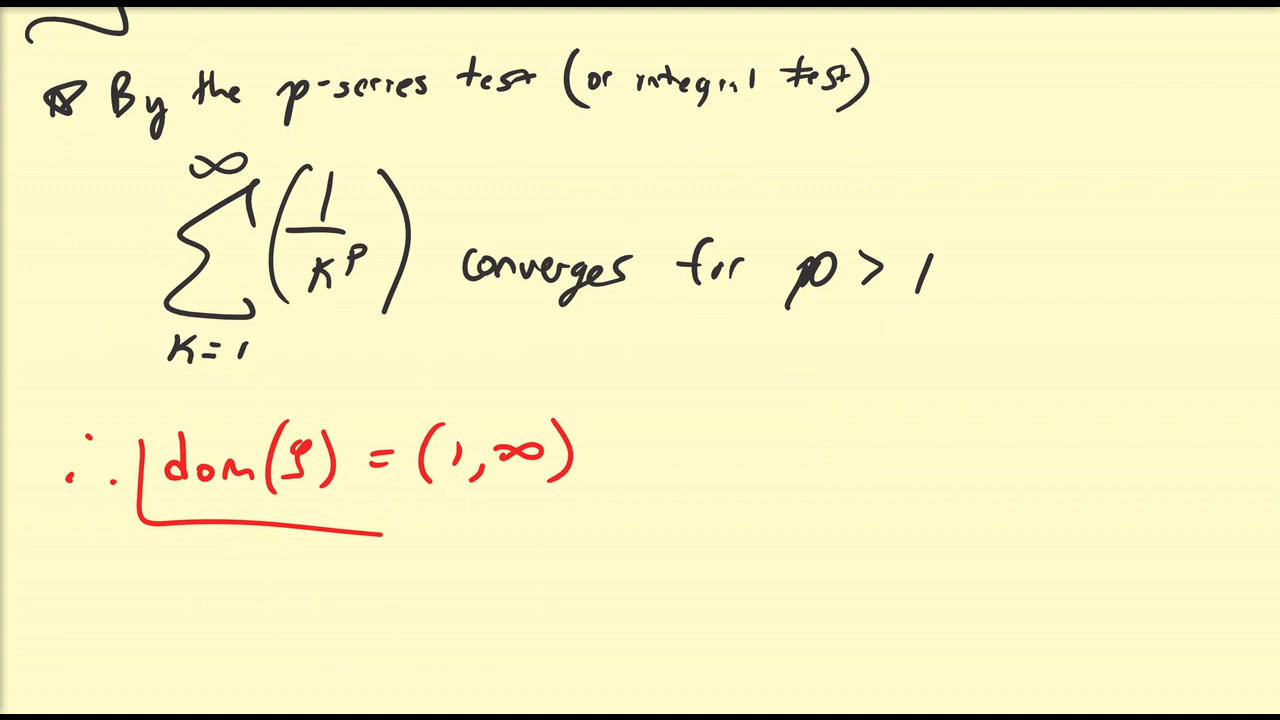 ☆ By the p-series test (or integral test)
∞
∑ (1/K^p) converges for p > 1
K=1
∴ dom(ζ) = (1, ∞)